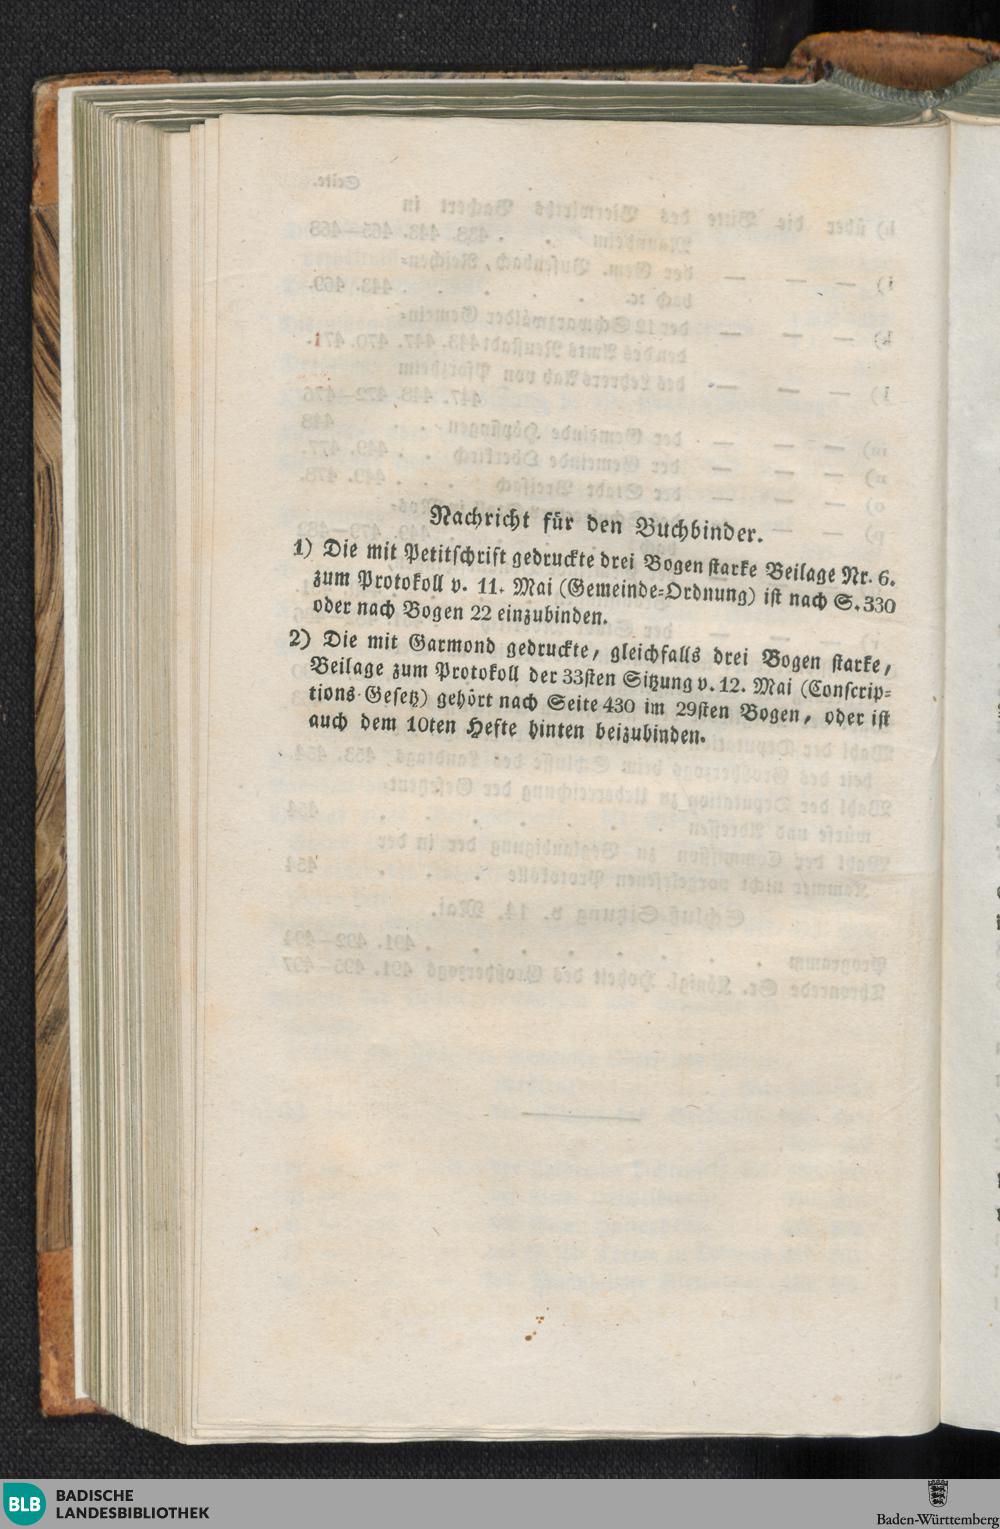 Nachricht für den Buchbinder.
1) Die mit Petitschrift gedruckte drei Bogen starke Beilage Nr. 6.
zum Protokoll v. 11. Mai (Gemeinde-Ordnung) ist nach S. 330
oder nach Bogen 22 einzubinden.
2) Die mit Garmond gedruckte, gleichfalls drei Bogen starke,
Beilage zum Protokoll der 33sten Sitzung v. 12. Mai (Conscrip-
tions-Gesetz) gehört nach Seite 430 im 29sten Bogen, oder ist
auch dem 10ten Hefte hinten beizubinden.
BLB
BADISCHE
LANDESBIBLIOTHEK
Baden-Württemberg